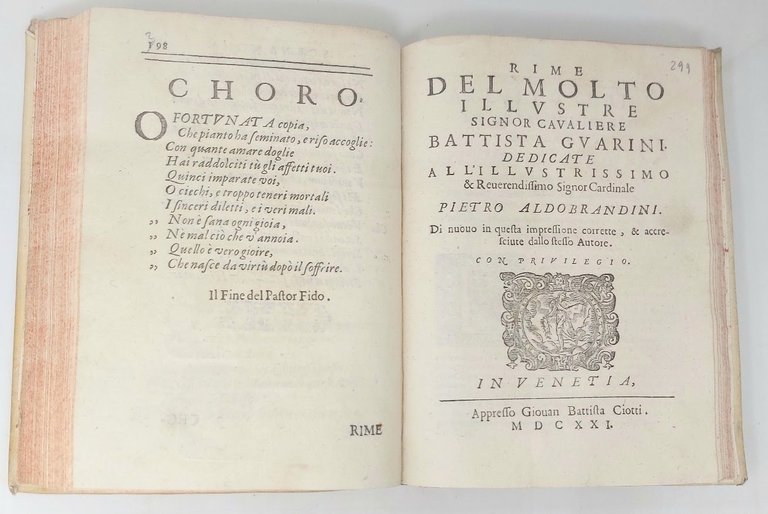 198
CHORO.
O FORTVNATA copia,
Che pianto ha seminato, e riso accoglie:
Con quante amare doglie
Hai raddolciti tù gli affetti tuoi.
Quinci imparate voi,
O ciechi, e troppo teneri mortali
I sinceri diletti, e i veri mali.
,, Non è sana ogni gioia,
,, Nè mal ciò che v'annoia.
,, Quello è vero gioire,
,, Che nasce da virtù dopò il soffrire.
Il Fine del Pastor Fido.
RIME
299
RIME
DEL MOLTO
ILLVSTRE
SIGNOR CAVALIERE
BATTISTA GVARINI.
DEDICATE
ALL'ILLVSTRISSIMO
& Reuerendissimo Signor Cardinale
PIETRO ALDOBRANDINI.
Di nuouo in questa impressione corrette, & accre-
sciute dallo stesso Autore.
CON PRIVILEGIO.
IN VENETIA,
Appresso Giouan Battista Ciotti.
MDCXXI.